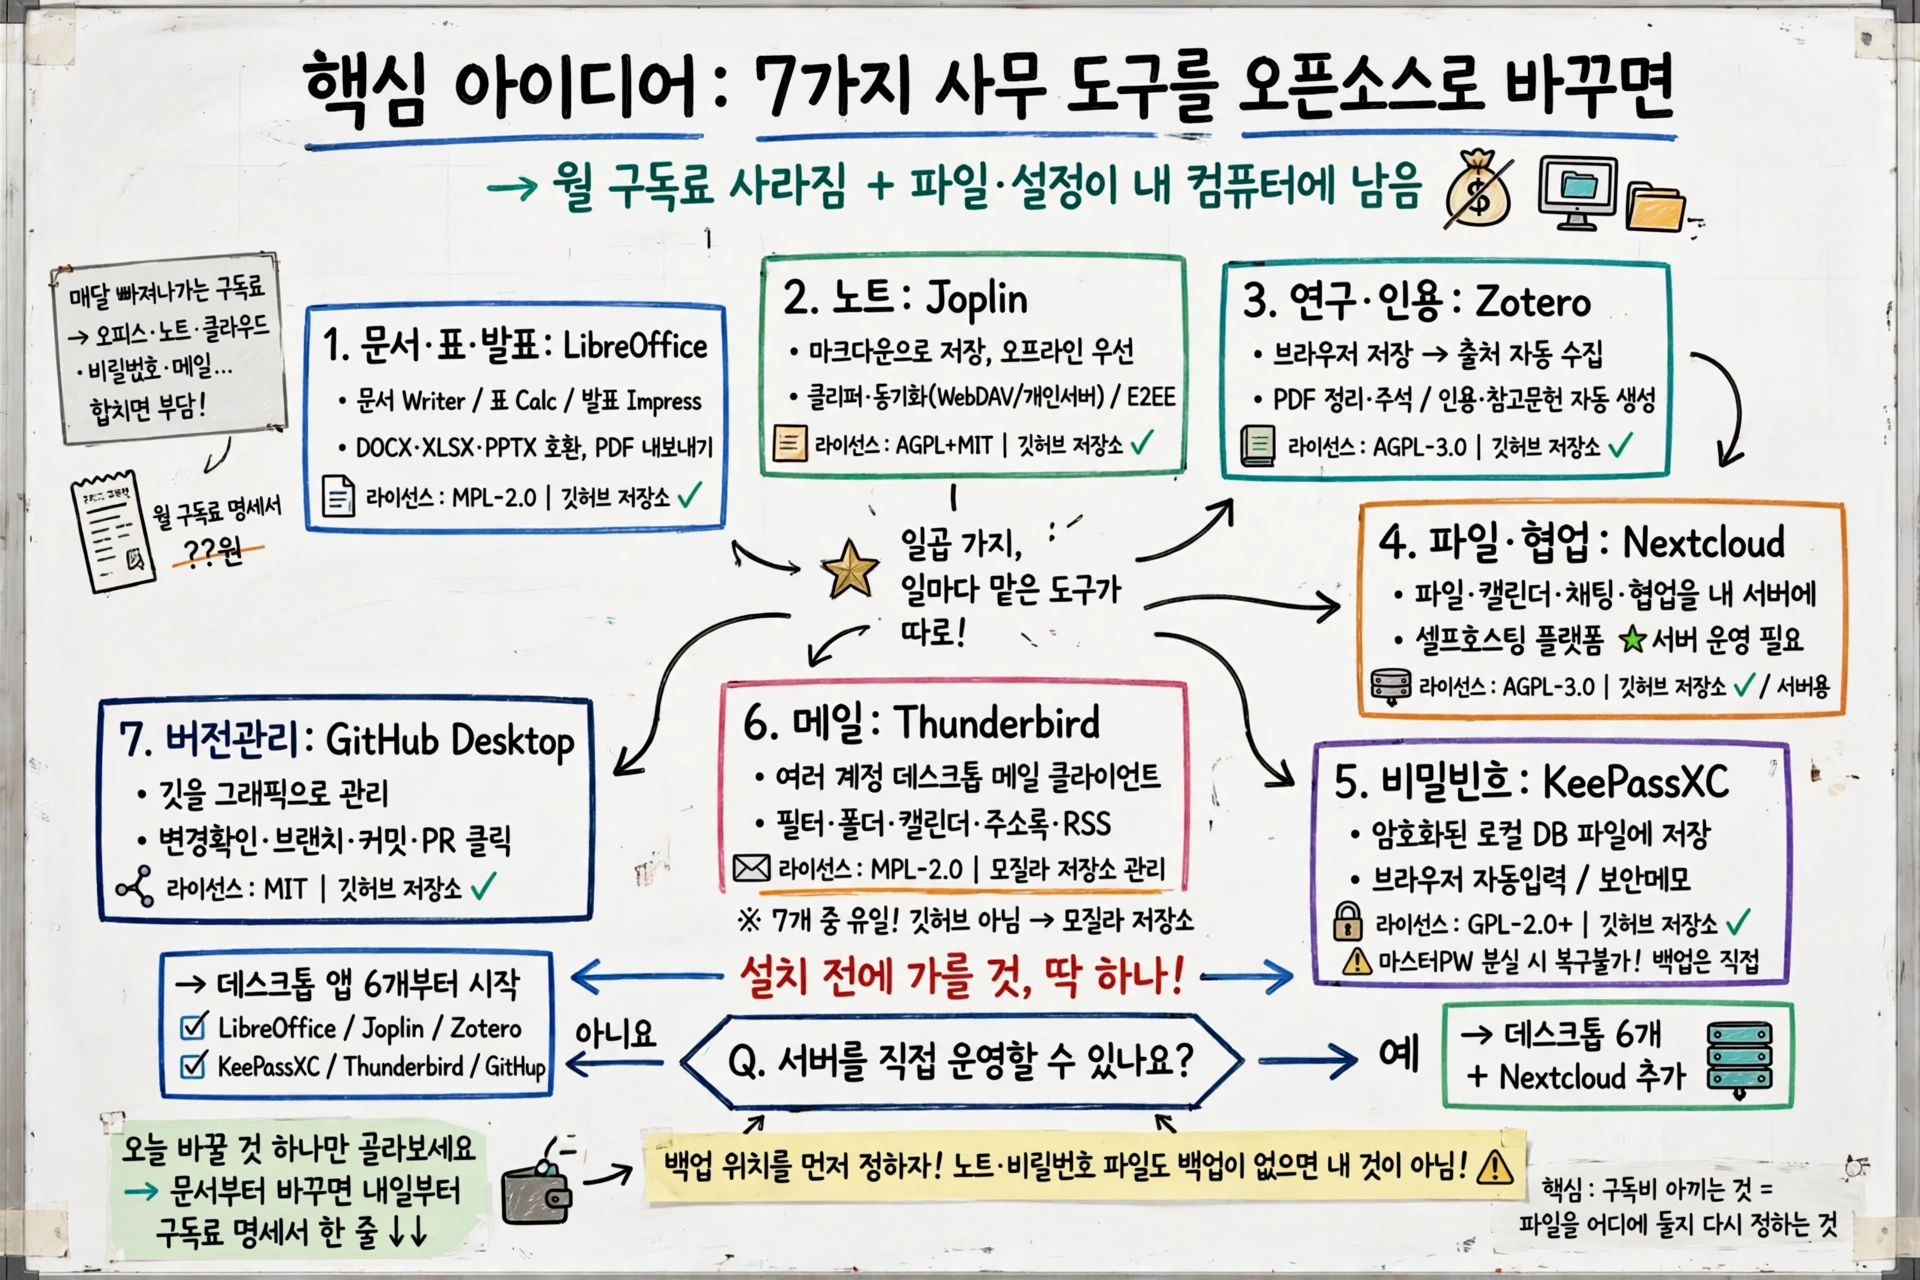 핵심 아이디어 : 7가지 사무 도구를 오픈소스로 바꾸면
→ 월 구독료 사라짐 + 파일·설정이 내 컴퓨터에 남음
매달 빠져나가는 구독료
→ 오피스·노트·클라우드
·비릴벘호·메일...
합치면 부담!
월 구독료 명세서
??원
1. 문서·표·발표: LibreOffice
• 문서 Writer / 표 Calc / 발표 Impress
• DOCX·XLSX·PPTX 호환, PDF 내보내기
라이선스 : MPL-2.0 | 깃허브 저장소 ✓
2. 노트: Joplin
• 마크다운으로 저장, 오프라인 우선
• 클리퍼·동기화(WebDAV/개인서버) / E2EE
라이선스 : AGPL+MIT | 깃허브 저장소 ✓
3. 연구·인용 : Zotero
• 브라우저 저장 → 출처 자동 수집
• PDF 정리·주석 / 인용·참고문헌 자동 생성
라이선스 : AGPL-3.0 | 깃허브 저장소 ✓
일곱 가지,
일마다 맡은 도구가
따로!
4. 파일·협업 : Nextcloud
• 파일·캘린더·채팅·협업을 내 서버에
• 셀프호스팅 플랫폼 ★서버 운영 필요
라이선스 : AGPL-3.0 | 깃허브 저장소 ✓ / 서버용
5. 비밀빈흐 : KeePassXC
• 암호화된 로컬 DB 파일에 저장
• 브라우저 자동입력 / 보안메모
라이선스 : GPL-2.0+ | 깃허브 저장소 ✓
⚠ 마스터PW 분실 시 복구불가! 백업은 직접
6. 메일 : Thunderbird
• 여러 계정 데스크톱 메일 클라이언트
• 필터·폴더·캘린더·주소록·RSS
라이선스 : MPL-2.0 | 모질라 저장소 관리
※ 7개 중 유일! 깃허브 아님 → 모질라 저장소
7. 버전관리 : GitHub Desktop
• 깃을 그래픽으로 관리
• 변경확인·브랜치·커밋·PR 클릭
라이선스 : MIT | 깃허브 저장소 ✓
설치 전에 가를 것, 딱 하나!
Q. 서버를 직접 운영할 수 있나요?
아니요
→ 데스크톱 앱 6개부터 시작
☑ LibreOffice / Joplin / Zotero
☑ KeePassXC / Thunderbird / GitHup
예
→ 데스크톱 6개
+ Nextcloud 추가
오늘 바꿀 것 하나만 골라보세요
→ 문서부터 바꾸면 내일부터
구독료 명세서 한 줄 ↓↓
백업 위치를 먼저 정하자! 노트·비릴번호 파일도 백업이 없으면 내 것이 아님! ⚠
핵심 : 구독비 아끼는 것 =
파일을 어디에 둘지 다시 정하는 것